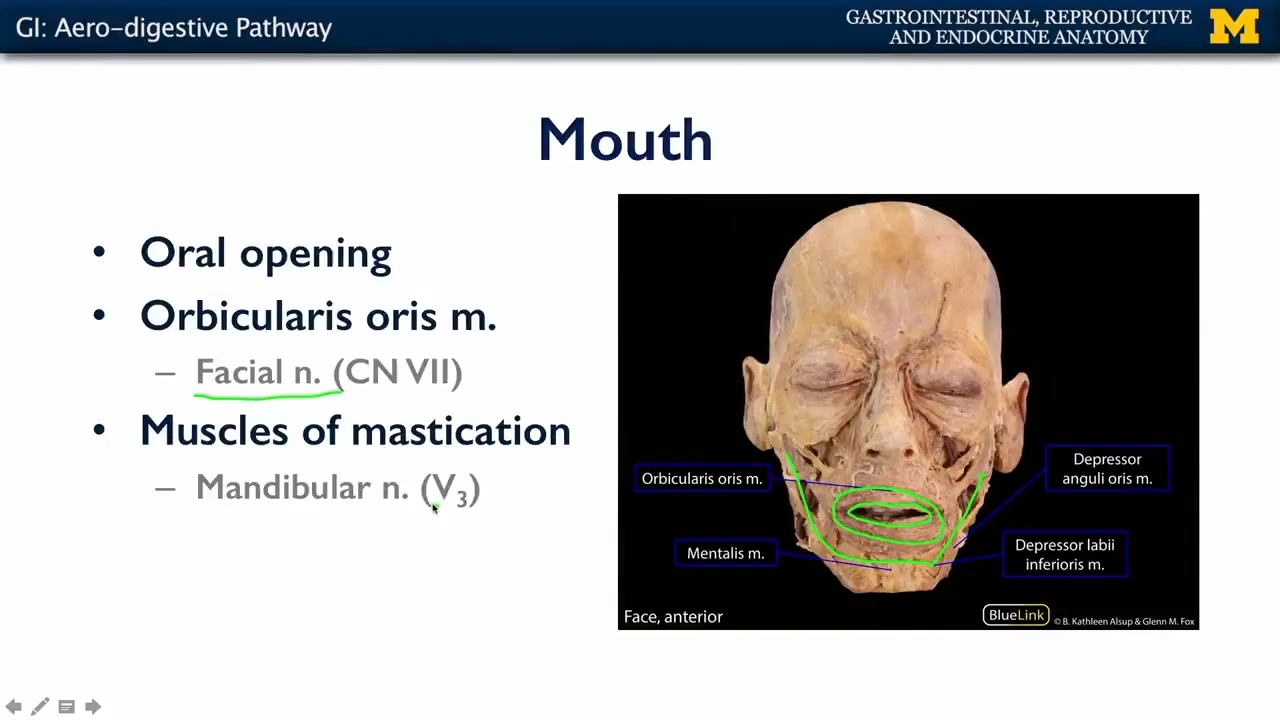 GI: Aero-digestive Pathway
GASTROINTESTINAL, REPRODUCTIVE
AND ENDOCRINE ANATOMY
M
Mouth
• Oral opening
• Orbicularis oris m.
– Facial n. (CN VII)
• Muscles of mastication
– Mandibular n. (V₃)
Orbicularis oris m.
Mentalis m.
Depressor
anguli oris m.
Depressor labii
inferioris m.
Face, anterior
BlueLink
© B. Kathleen Alsup & Glenn M. Fox